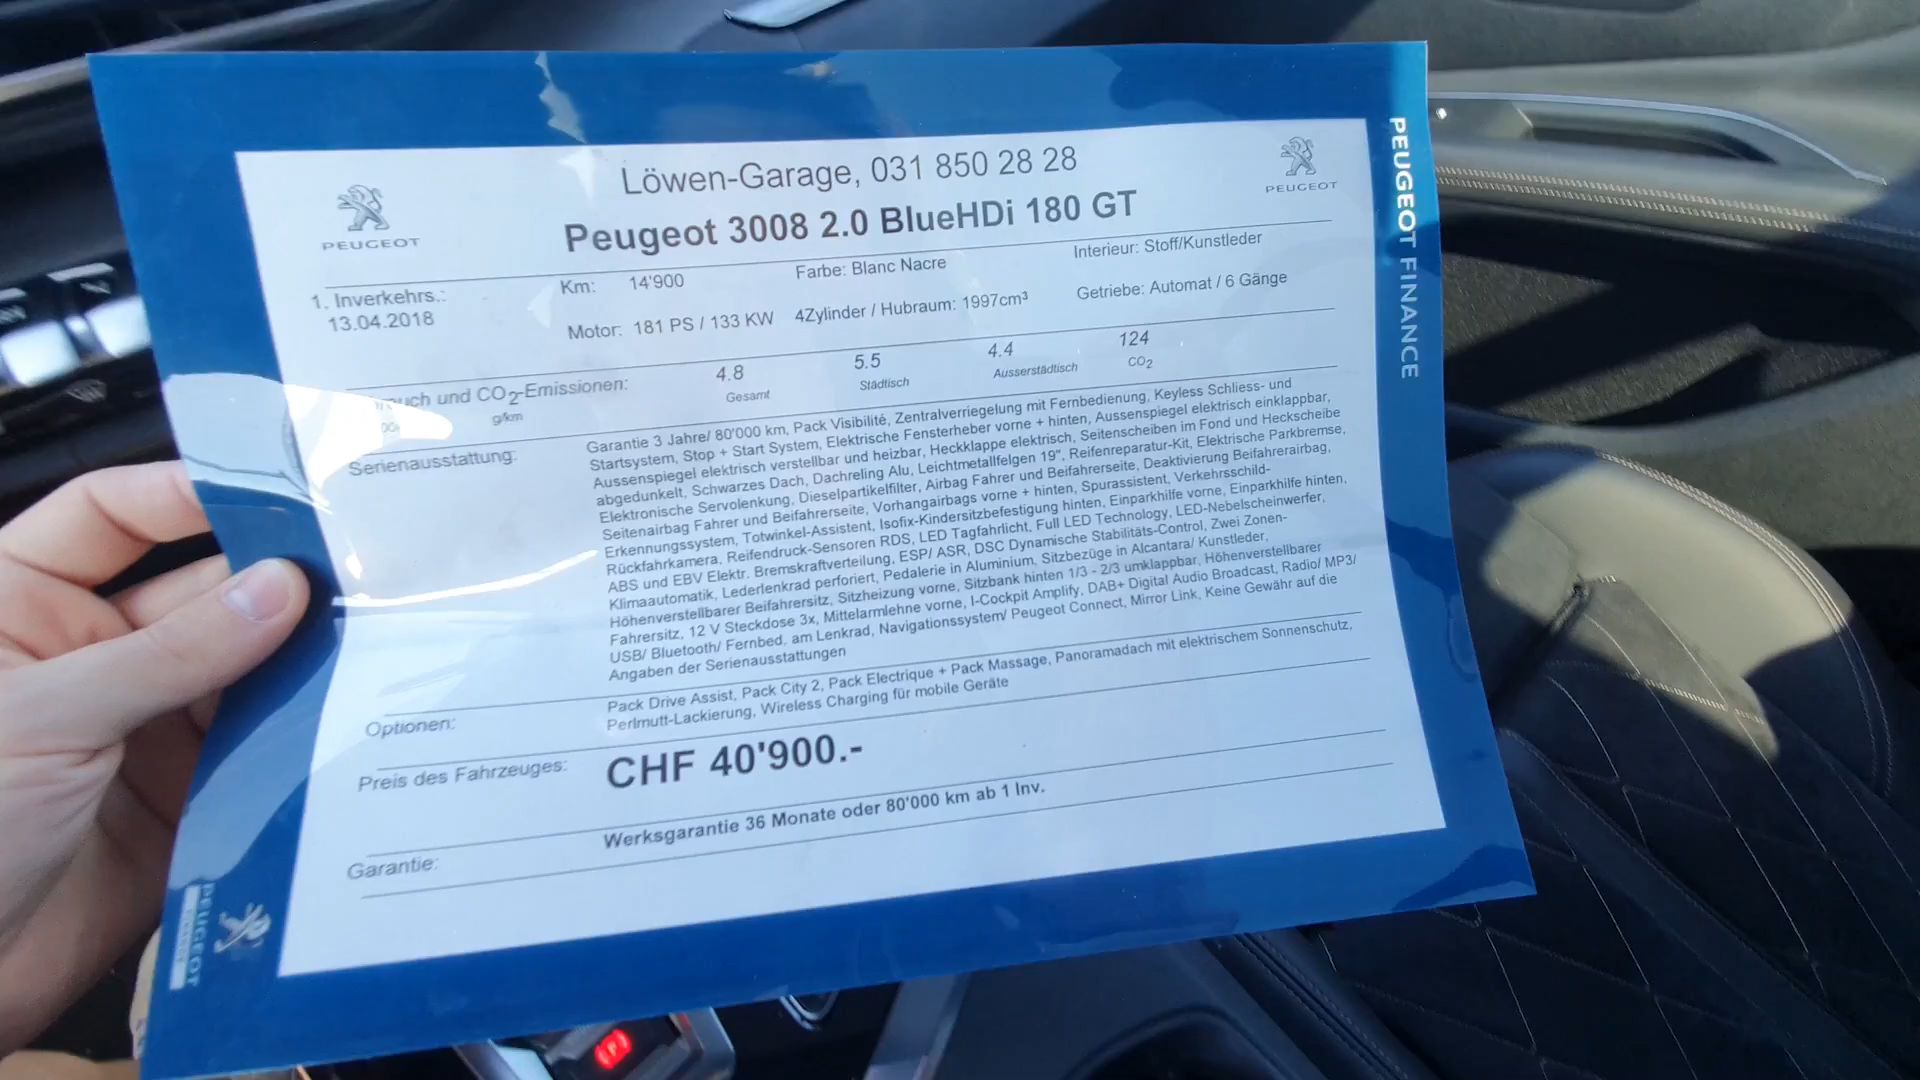 Löwen-Garage, 031 850 28 28
PEUGEOT
PEUGEOT
Peugeot 3008 2.0 BlueHDi 180 GT
1. Inverkehrs.:
13.04.2018
Km: 14'900
Farbe: Blanc Nacre
Interieur: Stoff/Kunstleder
Motor: 181 PS / 133 KW
4Zylinder / Hubraum: 1997cm³
Getriebe: Automat / 6 Gänge
und CO2-Emissionen:
g/km
4.8
Gesamt
5.5
Städtisch
4.4
Ausserstädtisch
124
CO2
Serienausstattung:
Garantie 3 Jahre/ 80'000 km, Pack Visibilité, Zentralverriegelung mit Fernbedienung, Keyless Schliess- und
Startsystem, Stop + Start System, Elektrische Fensterheber vorne + hinten, Aussenspiegel elektrisch einklappbar,
Aussenspiegel elektrisch verstellbar und heizbar, Heckklappe elektrisch, Seitenscheiben im Fond und Heckscheibe
abgedunkelt, Schwarzes Dach, Dachreling Alu, Leichtmetallfelgen 19", Reifenreparatur-Kit, Elektrische Parkbremse,
Elektronische Servolenkung, Dieselpartikelfilter, Airbag Fahrer und Beifahrerseite, Deaktivierung Beifahrerairbag,
Seitenairbag Fahrer und Beifahrerseite, Vorhangairbags vorne + hinten, Spurassistent, Verkehrsschild-
Erkennungssystem, Totwinkel-Assistent, Isofix-Kindersitzbefestigung hinten, Einparkhilfe vorne, Einparkhilfe hinten,
Rückfahrkamera, Reifendruck-Sensoren RDS, LED Tagfahrlicht, Full LED Technology, LED-Nebelscheinwerfer,
ABS und EBV Elektr. Bremskraftverteilung, ESP/ ASR, DSC Dynamische Stabilitäts-Control, Zwei Zonen-
Klimaautomatik, Lederlenkrad perforiert, Pedalerie in Aluminium, Sitzbezüge in Alcantara/ Kunstleder,
Höhenverstellbarer Beifahrersitz, Sitzheizung vorne, Sitzbank hinten 1/3 - 2/3 umklappbar, Höhenverstellbarer
Fahrersitz, 12 V Steckdose 3x, Mittelarmlehne vorne, I-Cockpit Amplify, DAB+ Digital Audio Broadcast, Radio/ MP3/
USB/ Bluetooth/ Fernbed. am Lenkrad, Navigationssystem/ Peugeot Connect, Mirror Link, Keine Gewähr auf die
Angaben der Serienausstattungen
Optionen:
Pack Drive Assist, Pack City 2, Pack Electrique + Pack Massage, Panoramadach mit elektrischem Sonnenschutz,
Perlmutt-Lackierung, Wireless Charging für mobile Geräte
Preis des Fahrzeuges: CHF 40'900.-
Garantie: Werksgarantie 36 Monate oder 80'000 km ab 1 Inv.
PEUGEOT FINANCE
PEUGEOT